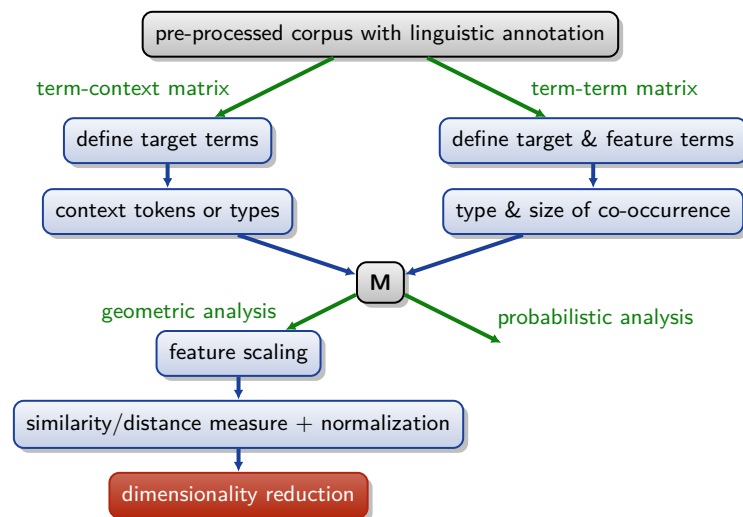 pre-processed corpus with linguistic annotation
term-context matrix
term-term matrix
define target terms
define target & feature terms
context tokens or types
type & size of co-occurrence
M
geometric analysis
probabilistic analysis
feature scaling
similarity/distance measure + normalization
dimensionality reduction